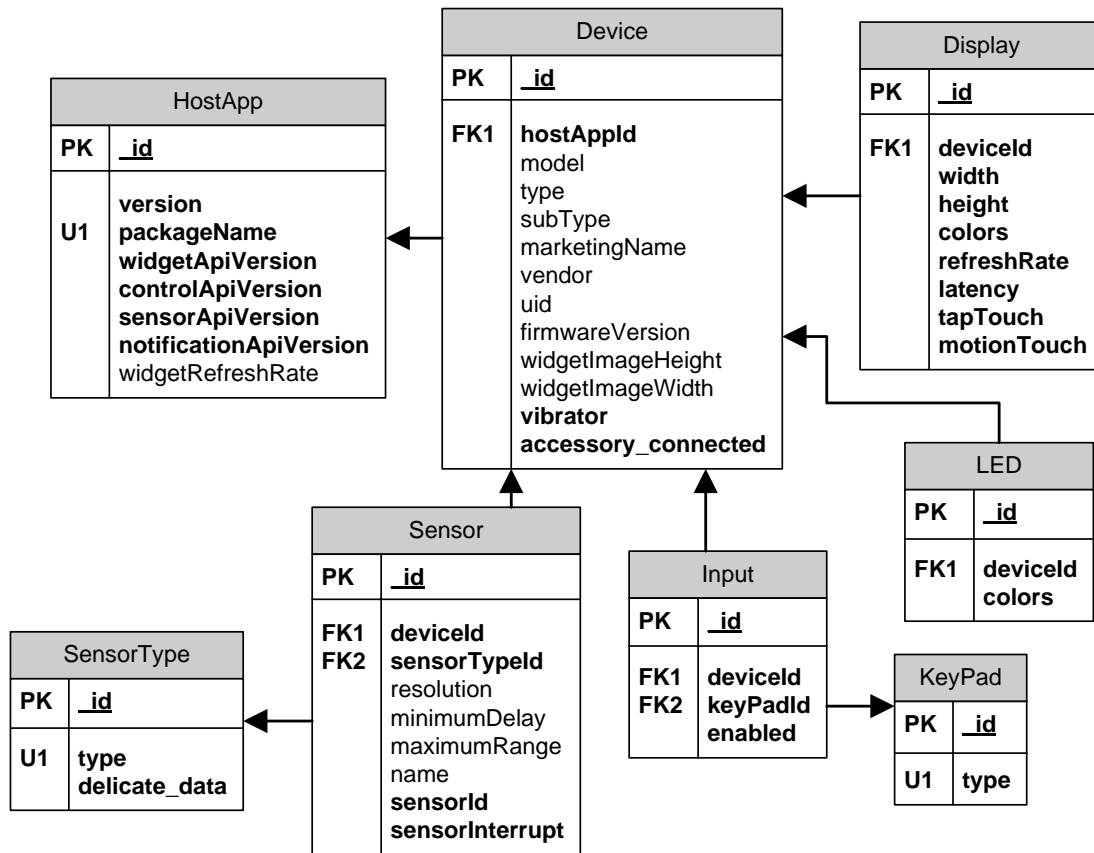 HostApp
PK _id
version
U1 packageName
widgetApiVersion
controlApiVersion
sensorApiVersion
notificationApiVersion
widgetRefreshRate
Device
PK _id
FK1 hostAppId
model
type
subType
marketingName
vendor
uid
firmwareVersion
widgetImageHeight
widgetImageWidth
vibrator
accessory_connected
Display
PK _id
FK1 deviceId
width
height
colors
refreshRate
latency
tapTouch
motionTouch
LED
PK _id
FK1 deviceId
colors
SensorType
PK _id
U1 type
delicate_data
Sensor
PK _id
FK1 deviceId
FK2 sensorTypeId
resolution
minimumDelay
maximumRange
name
sensorId
sensorInterrupt
Input
PK _id
FK1 deviceId
FK2 keyPadId
enabled
KeyPad
PK _id
U1 type